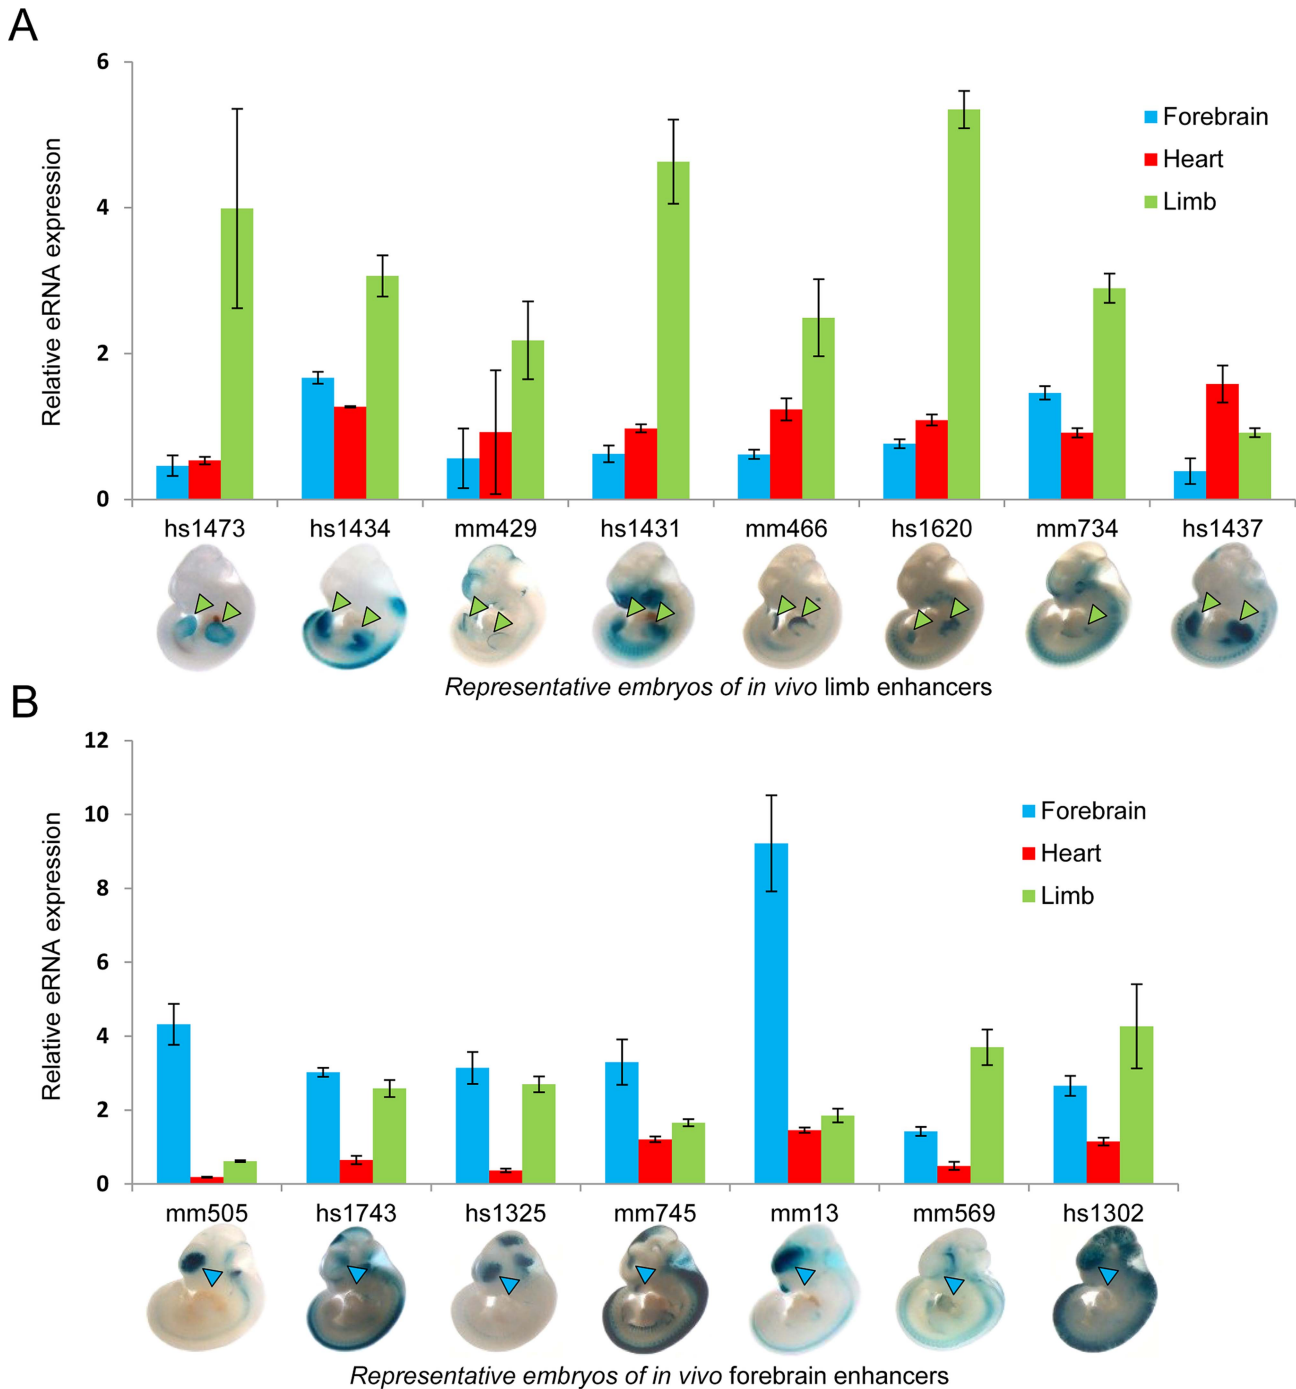 A
6
4
2
0
Relative eRNA expression
Forebrain
Heart
Limb
hs1473 hs1434 mm429 hs1431 mm466 hs1620 mm734 hs1437
Representative embryos of in vivo limb enhancers
B
12
10
8
6
4
2
0
Relative eRNA expression
Forebrain
Heart
Limb
mm505 hs1743 hs1325 mm745 mm13 mm569 hs1302
Representative embryos of in vivo forebrain enhancers